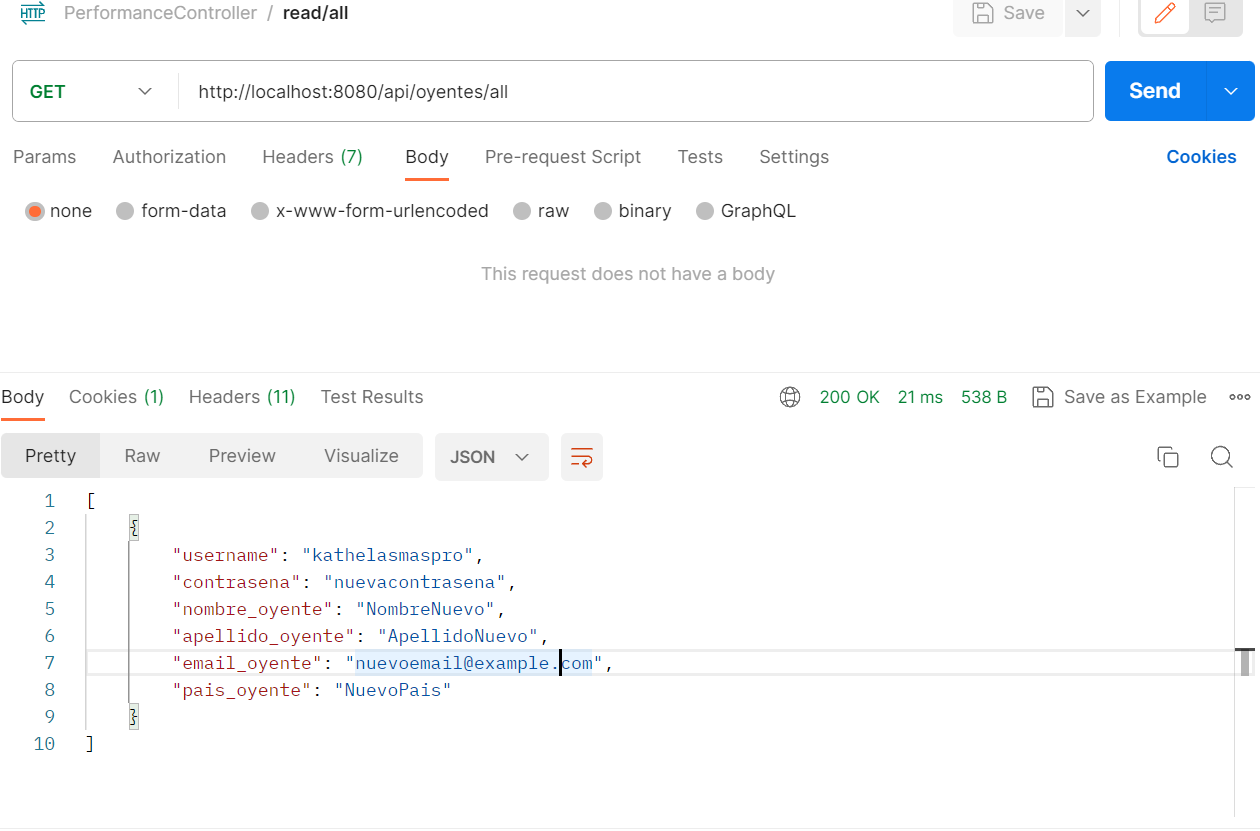 HTTP PerformanceController / read/all Save
GET http://localhost:8080/api/oyentes/all Send
Params Authorization Headers (7) Body Pre-request Script Tests Settings Cookies
none form-data x-www-form-urlencoded raw binary GraphQL
This request does not have a body
Body Cookies (1) Headers (11) Test Results 200 OK 21 ms 538 B Save as Example
Pretty Raw Preview Visualize JSON
1 [
2 {
3 "username": "kathelasmaspro",
4 "contrasena": "nuevacontrasena",
5 "nombre_oyente": "NombreNuevo",
6 "apellido_oyente": "ApellidoNuevo",
7 "email_oyente": "nuevoemail@example.com",
8 "pais_oyente": "NuevoPais"
9 }
10 ]